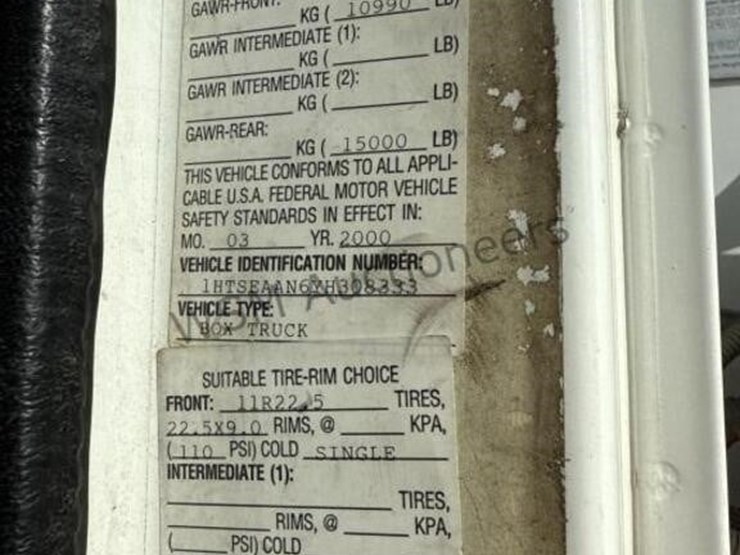 GAWR-FRONT:
KG ( 10990 LB)
GAWR INTERMEDIATE (1):
KG ( LB)
GAWR INTERMEDIATE (2):
KG ( LB)
GAWR-REAR:
KG ( 15000 LB)
THIS VEHICLE CONFORMS TO ALL APPLI-
CABLE U.S.A. FEDERAL MOTOR VEHICLE
SAFETY STANDARDS IN EFFECT IN:
MO. 03 YR. 2000
VEHICLE IDENTIFICATION NUMBER:
1HTSEAAN6YH308333
VEHICLE TYPE:
BOX TRUCK
SUITABLE TIRE-RIM CHOICE
FRONT: 11R22.5 TIRES,
22.5X9.0 RIMS, @ KPA,
(110 PSI) COLD SINGLE
INTERMEDIATE (1):
TIRES,
RIMS, @ KPA,
( PSI) COLD
Auctioneers